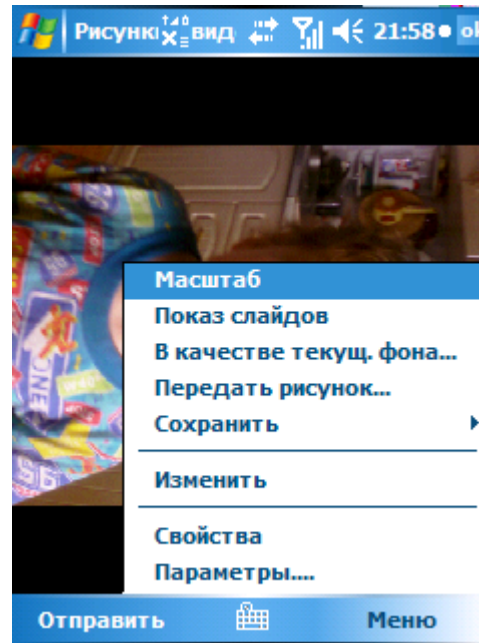 Рисунки вид 21:58 ok
Масштаб
Показ слайдов
В качестве текущ. фона...
Передать рисунок...
Сохранить
Изменить
Свойства
Параметры....
Отправить Меню